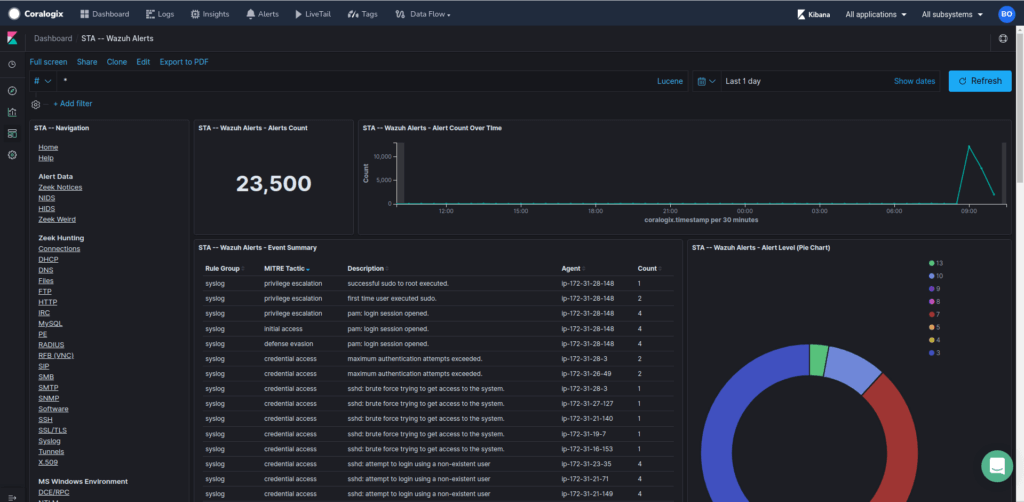 Coralogix Dashboard Logs Insights Alerts LiveTail Tags Data Flow Kibana All applications All subsystems BO
Dashboard STA -- Wazuh Alerts
Full screen Share Clone Edit Export to PDF
# * Lucene Last 1 day Show dates Refresh
+ Add filter
STA -- Navigation
Home
Help
Alert Data
Zeek Notices
NIDS
HIDS
Zeek Weird
Zeek Hunting
Connections
DHCP
DNS
Files
FTP
HTTP
IRC
MySQL
PE
RADIUS
RFB (VNC)
SIP
SMB
SMTP
SNMP
Software
SSH
SSL/TLS
Syslog
Tunnels
X.509
MS Windows Environment
DCE/RPC
STA -- Wazuh Alerts - Alerts Count
23,500
STA -- Wazuh Alerts - Alert Count Over Time
Count
10,000
5,000
0
12:00 15:00 18:00 21:00 00:00 03:00 06:00 09:00
coralogix.timestamp per 30 minutes
STA -- Wazuh Alerts - Event Summary
Rule Group MITRE Tactic Description Agent Count
syslog privilege escalation successful sudo to root executed. ip-172-31-28-148 1
syslog privilege escalation first time user executed sudo. ip-172-31-28-148 2
syslog privilege escalation pam: login session opened. ip-172-31-28-148 4
syslog initial access pam: login session opened. ip-172-31-28-148 4
syslog defense evasion pam: login session opened. ip-172-31-28-148 4
syslog credential access maximum authentication attempts exceeded. ip-172-31-28-3 2
syslog credential access maximum authentication attempts exceeded. ip-172-31-26-49 2
syslog credential access sshd: brute force trying to get access to the system. ip-172-31-28-3 1
syslog credential access sshd: brute force trying to get access to the system. ip-172-31-27-127 1
syslog credential access sshd: brute force trying to get access to the system. ip-172-31-21-140 1
syslog credential access sshd: brute force trying to get access to the system. ip-172-31-19-7 1
syslog credential access sshd: brute force trying to get access to the system. ip-172-31-16-153 1
syslog credential access sshd: attempt to login using a non-existent user ip-172-31-23-35 4
syslog credential access sshd: attempt to login using a non-existent user ip-172-31-21-71 4
syslog credential access sshd: attempt to login using a non-existent user ip-172-31-21-149 4
STA -- Wazuh Alerts - Alert Level (Pie Chart)
13
10
9
8
7
5
4
3